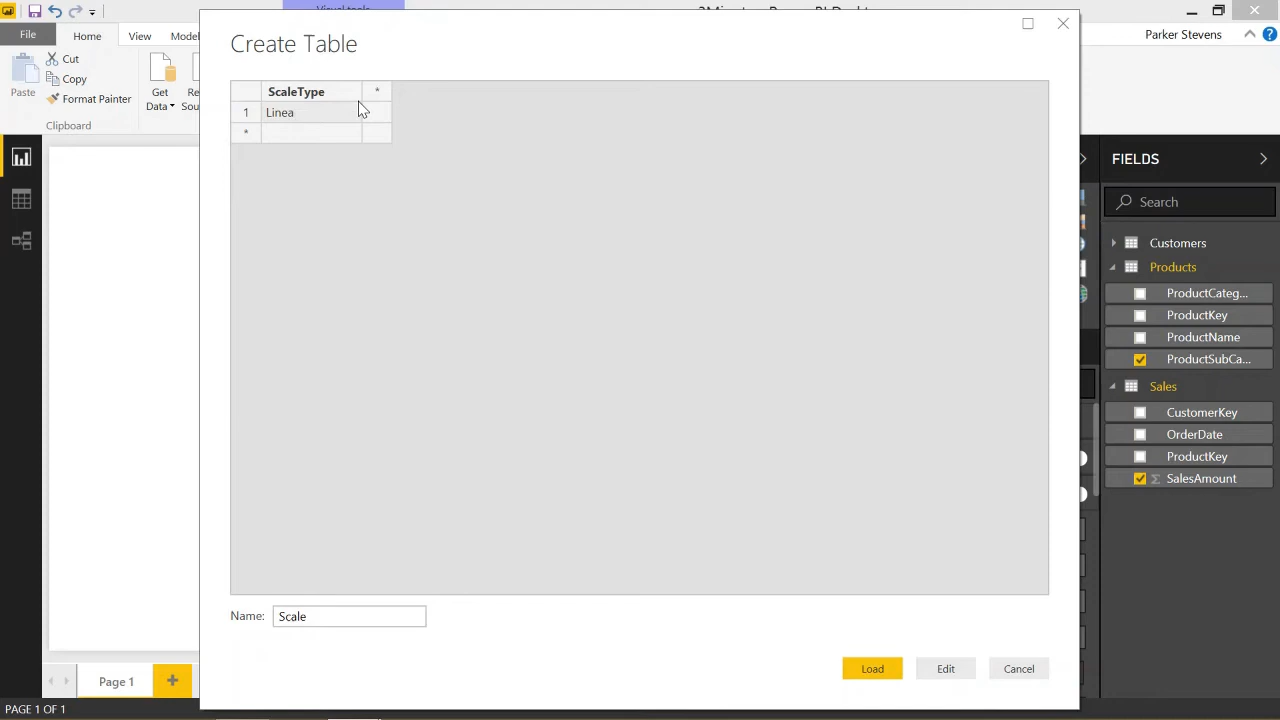 Create Table
ScaleType *
1 Linea
*
Name: Scale
Load Edit Cancel
File Home View Model
Paste
Cut
Copy
Format Painter
Clipboard
Get
Data
Parker Stevens
FIELDS
Search
Customers
Products
ProductCateg...
ProductKey
ProductName
ProductSubCa...
Sales
CustomerKey
OrderDate
ProductKey
Σ SalesAmount
Page 1
PAGE 1 OF 1